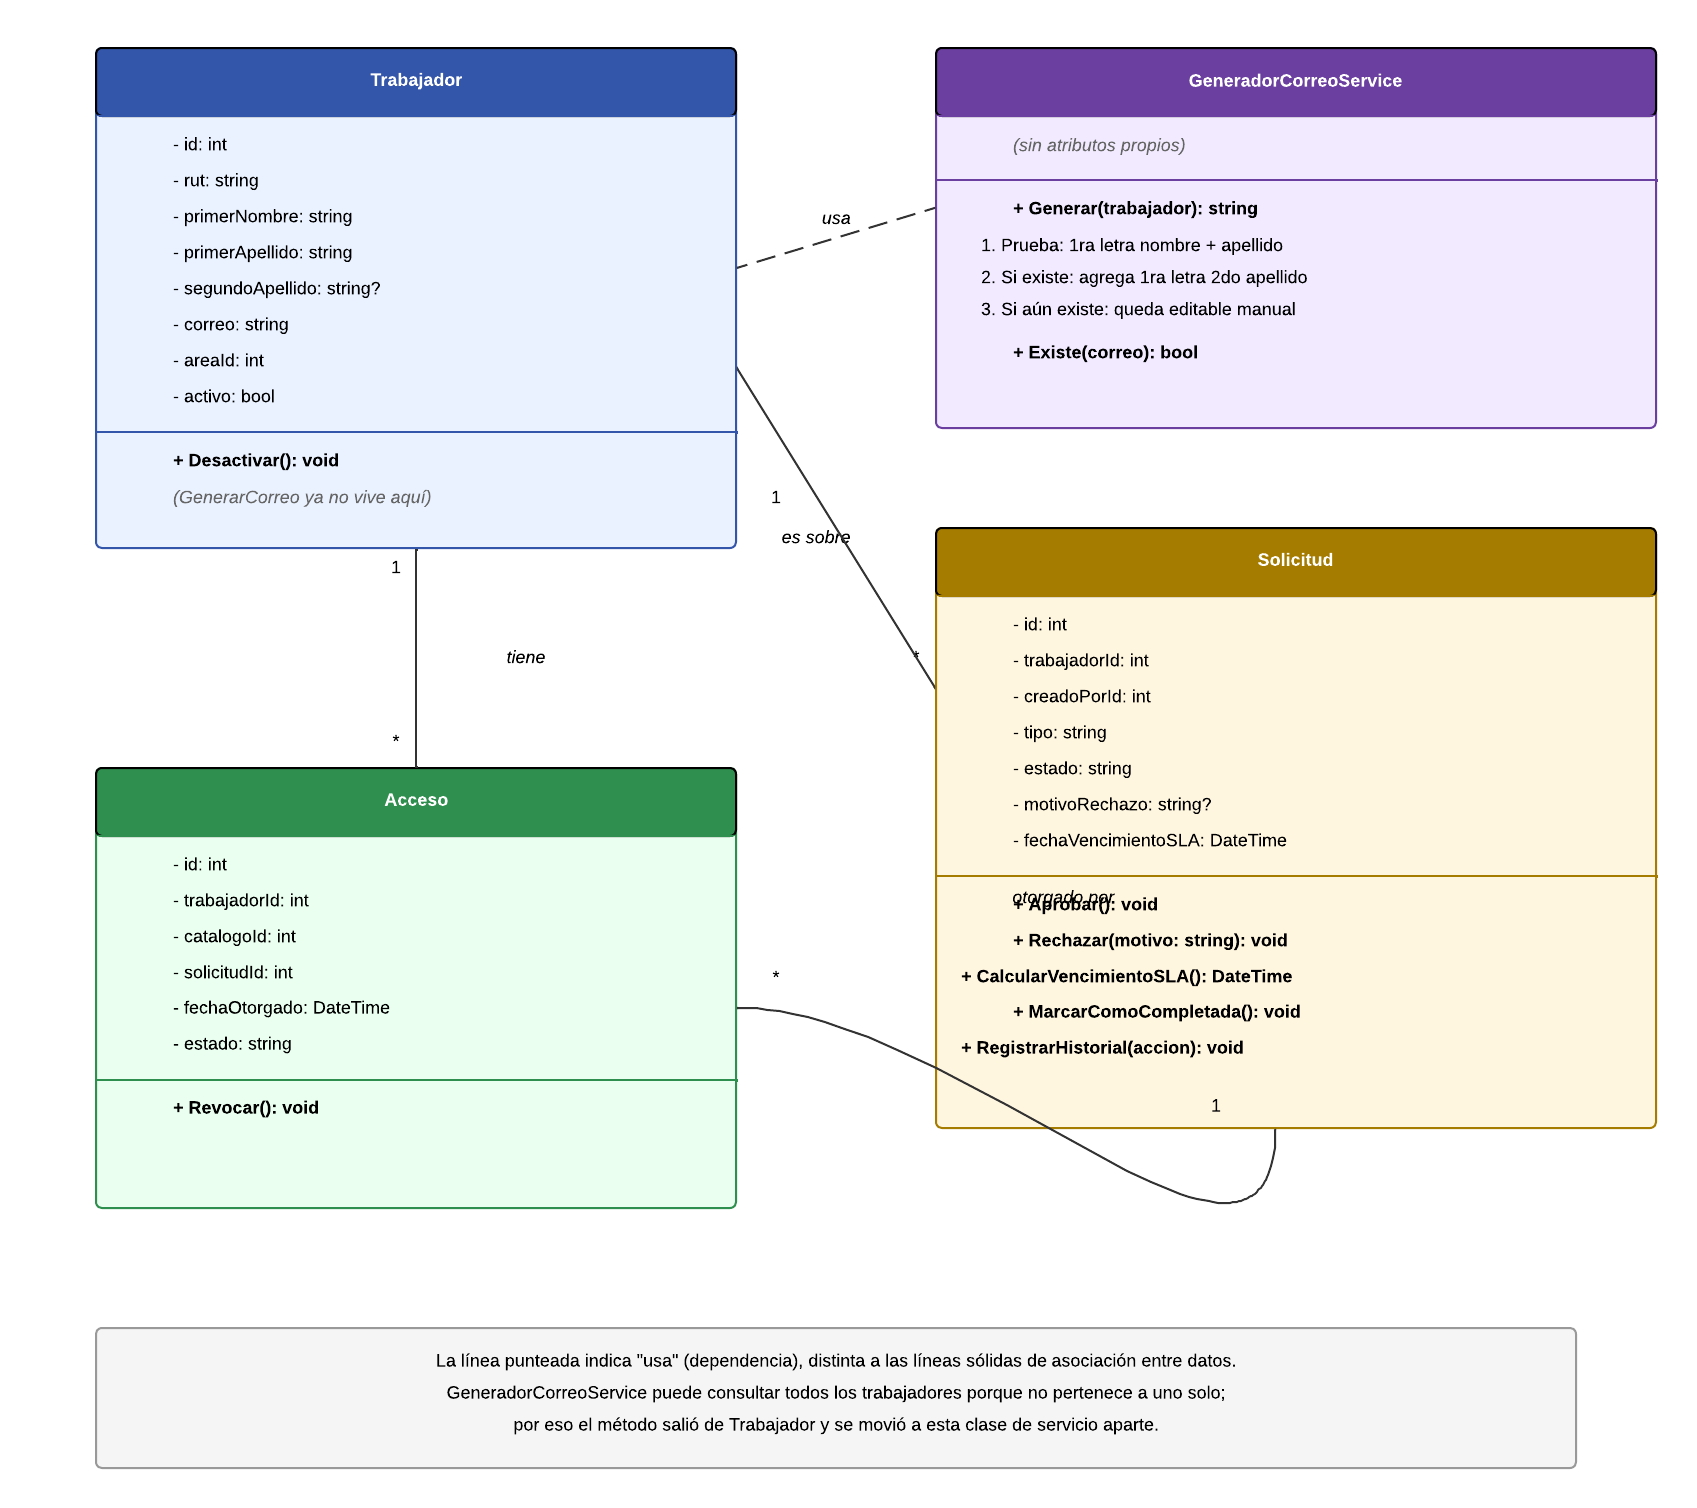 Trabajador
- id: int
- rut: string
- primerNombre: string
- primerApellido: string
- segundoApellido: string?
- correo: string
- areaId: int
- activo: bool
+ Desactivar(): void
(GenerarCorreo ya no vive aquí)
usa
GeneradorCorreoService
(sin atributos propios)
+ Generar(trabajador): string
1. Prueba: 1ra letra nombre + apellido
2. Si existe: agrega 1ra letra 2do apellido
3. Si aún existe: queda editable manual
+ Existe(correo): bool
1
es sobre
*
1
tiene
*
Solicitud
- id: int
- trabajadorId: int
- creadoPorId: int
- tipo: string
- estado: string
- motivoRechazo: string?
- fechaVencimientoSLA: DateTime
otorgado por
+ Aprobar(): void
+ Rechazar(motivo: string): void
+ CalcularVencimientoSLA(): DateTime
+ MarcarComoCompletada(): void
+ RegistrarHistorial(accion): void
1
Acceso
- id: int
- trabajadorId: int
- catalogoId: int
- solicitudId: int
- fechaOtorgado: DateTime
- estado: string
+ Revocar(): void
*
La línea punteada indica "usa" (dependencia), distinta a las líneas sólidas de asociación entre datos.
GeneradorCorreoService puede consultar todos los trabajadores porque no pertenece a uno solo;
por eso el método salió de Trabajador y se movió a esta clase de servicio aparte.